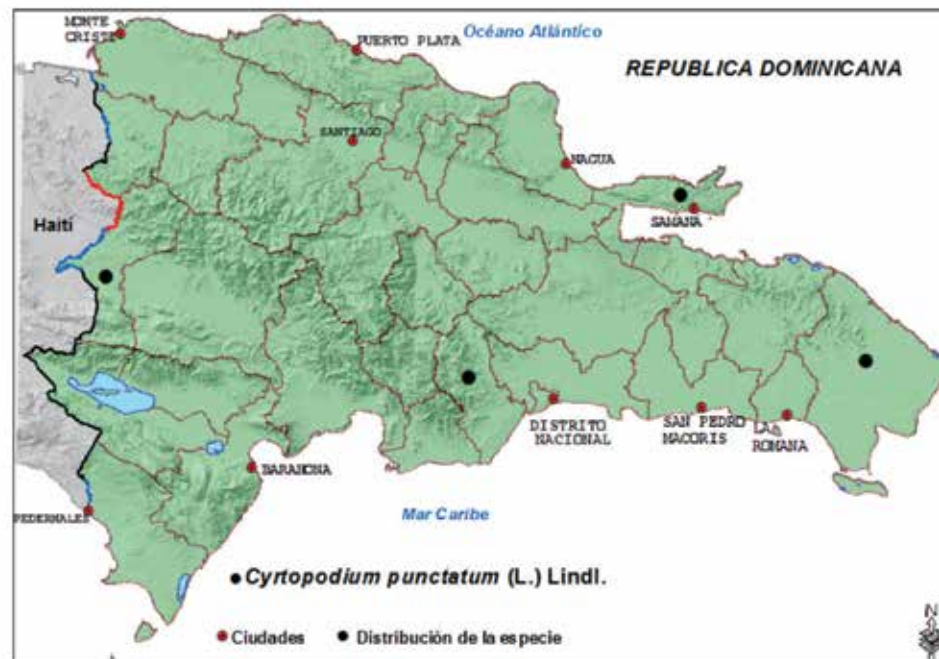 MONTE
CRISTI
PUERTO PLATA
Océano Atlántico
REPUBLICA DOMINICANA
SANTIAGO
NAGUA
SAMANA
Haití
DISTRITO
NACIONAL
SAN PEDRO
MACORIS
LA
ROMANA
BARAHONA
PEDERNALES
Mar Caribe
Cyrtopodium punctatum (L.) Lindl.
Ciudades
Distribución de la especie
N